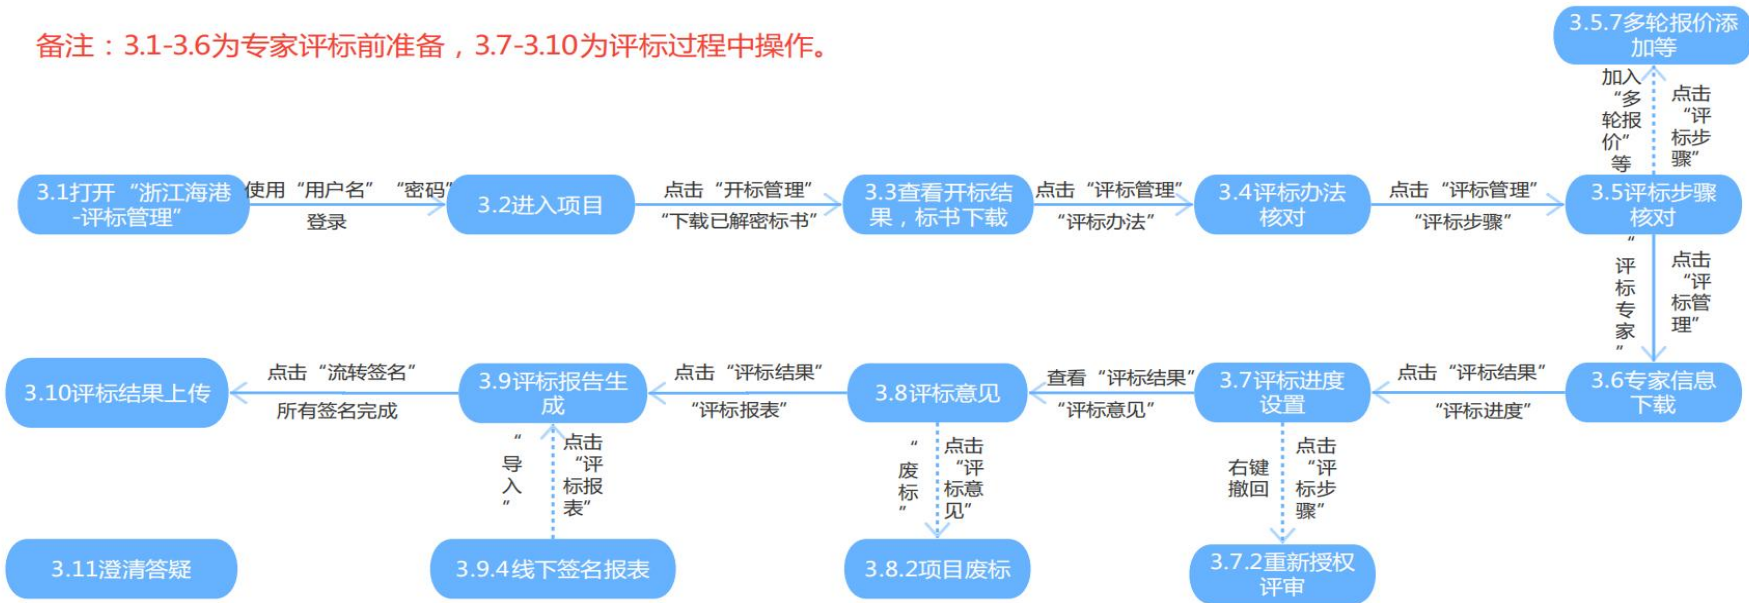 备注：3.1-3.6为专家评标前准备，3.7-3.10为评标过程中操作。
3.5.7多轮报价添
加等
加入
“多
轮报
价”
等
点击
“评
标步
骤”
3.1打开“浙江海港
-评标管理”
使用“用户名”“密码”
登录
3.2进入项目
点击“开标管理”
“下载已解密标书”
3.3查看开标结
果，标书下载
点击“评标管理”
“评标办法”
3.4评标办法
核对
点击“评标管理”
“评标步骤”
3.5评标步骤
核对
“
评
标
专
家
”
点击
“评
标管
理”
3.6专家信息
下载
点击“评标结果”
“评标进度”
3.7评标进度
设置
查看“评标结果”
“评标意见”
3.8评标意见
点击“评标结果”
“评标报表”
3.9评标报告生
成
点击“流转签名”
所有签名完成
3.10评标结果上传
“
导
入
”
点击
“评
标报
表”
“
废
标
”
点击
“评
标意
见”
右键
撤回
点击
“评
标步
骤”
3.11澄清答疑
3.9.4线下签名报表
3.8.2项目废标
3.7.2重新授权
评审